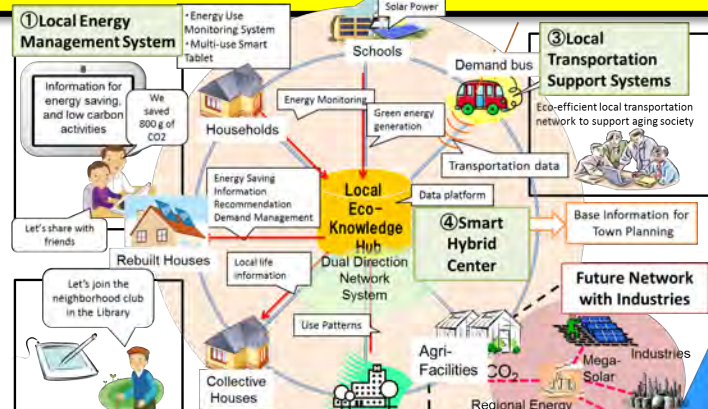 Solar Power
①Local Energy
Management System
・Energy Use
Monitoring System
・Multi-use Smart
Tablet
Schools
Demand bus
③Local
Transportation
Support Systems
Information for
energy saving,
and low carbon
activities
We
saved
800 g of
CO2
Households
Energy Monitoring
Green energy
generation
Eco-efficient local transportation
network to support aging society
Transportation data
Energy Saving
Information
Recommendation
Demand Management
Local
Eco-
Knowledge
Hub
Data platform
④Smart
Hybrid
Center
Base Information for
Town Planning
Let's share with
friends
Rebuilt Houses
Local life
information
Dual Direction
Network
System
Future Network
with Industries
Let's join the
neighborhood club
in the Library
Use Patterns
Agri-
Facilities
CO₂
Mega-
Solar
Industries
Collective
Houses
Regional Energy